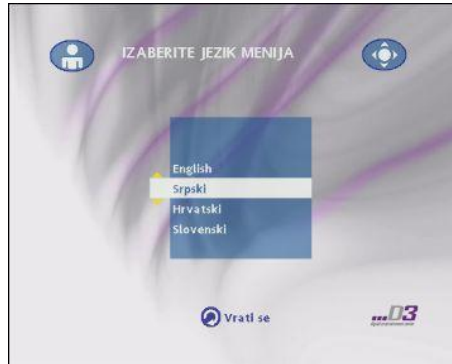 IZABERITE JEZIK MENIJA
English
Srpski
Hrvatski
Slovenski
Vrati se
...D3